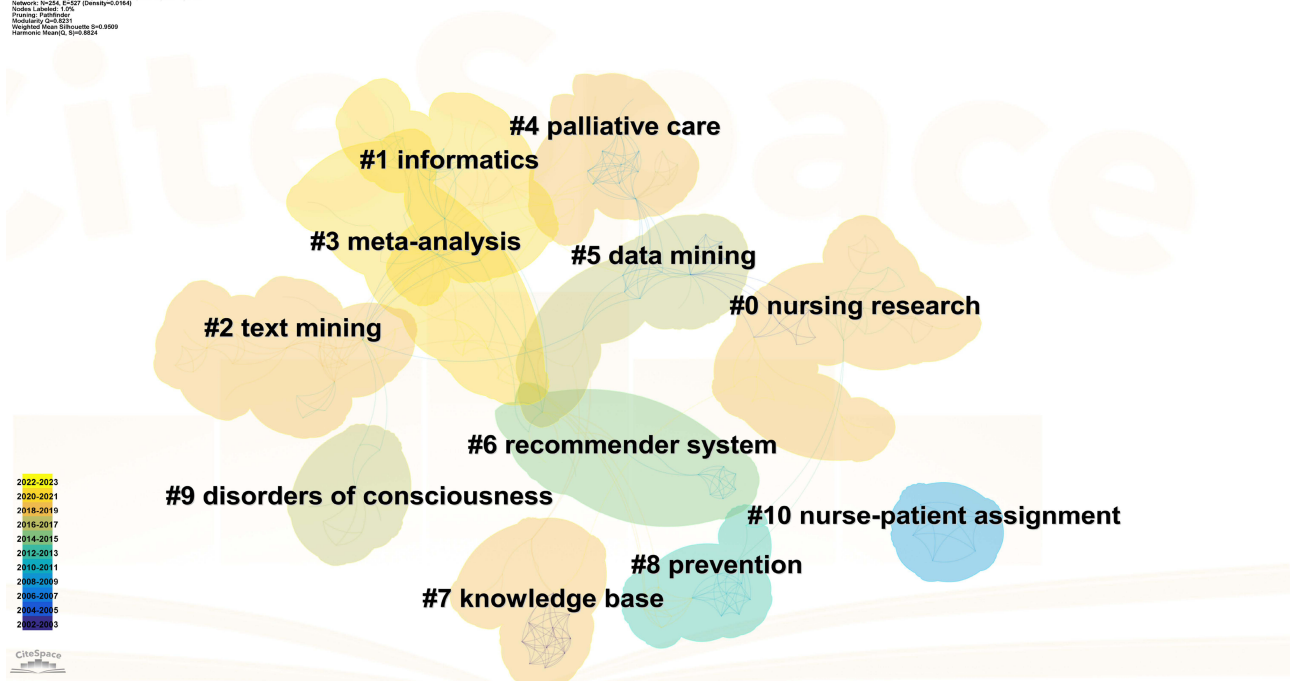 Network: N=254, E=527 (Density=0.0164)
Nodes Labeled: 1.0%
Pruning: Pathfinder
Modularity Q=0.8231
Weighted Mean Silhouette S=0.9509
Harmonic Mean(Q, S)=0.8824
CiteSpace
#4 palliative care
#1 informatics
#3 meta-analysis
#5 data mining
#0 nursing research
#2 text mining
#6 recommender system
#9 disorders of consciousness
#10 nurse-patient assignment
#8 prevention
#7 knowledge base
2022-2023
2020-2021
2018-2019
2016-2017
2014-2015
2012-2013
2010-2011
2008-2009
2006-2007
2004-2005
2002-2003
CiteSpace